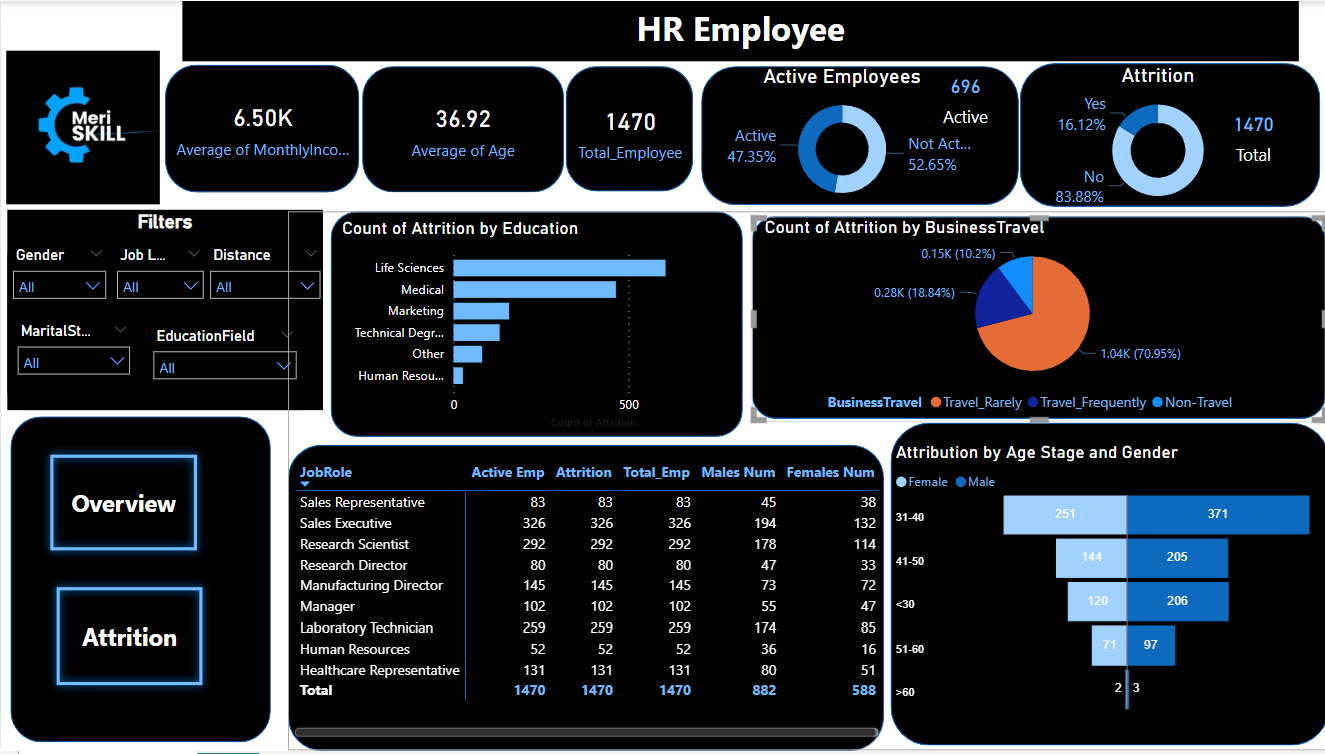 HR Employee
Meri
SKILL
6.50K
Average of MonthlyInco...
36.92
Average of Age
1470
Total_Employee
Active Employees
696
Active
Active
47.35%
Not Act...
52.65%
Attrition
Yes
16.12%
No
83.88%
1470
Total
Filters
Gender
All
Job L...
All
Distance
All
MaritalSt...
All
EducationField
All
Overview
Attrition
Count of Attrition by Education
Life Sciences
Medical
Marketing
Technical Degr...
Other
Human Resou...
0 500
Count of Attrition
Count of Attrition by BusinessTravel
0.15K (10.2%)
0.28K (18.84%)
1.04K (70.95%)
BusinessTravel Travel_Rarely Travel_Frequently Non-Travel
JobRole Active Emp Attrition Total_Emp Males Num Females Num
Sales Representative 83 83 83 45 38
Sales Executive 326 326 326 194 132
Research Scientist 292 292 292 178 114
Research Director 80 80 80 47 33
Manufacturing Director 145 145 145 73 72
Manager 102 102 102 55 47
Laboratory Technician 259 259 259 174 85
Human Resources 52 52 52 36 16
Healthcare Representative 131 131 131 80 51
Total 1470 1470 1470 882 588
Attribution by Age Stage and Gender
Female Male
31-40 251 371
41-50 144 205
<30 120 206
51-60 71 97
>60 2 3